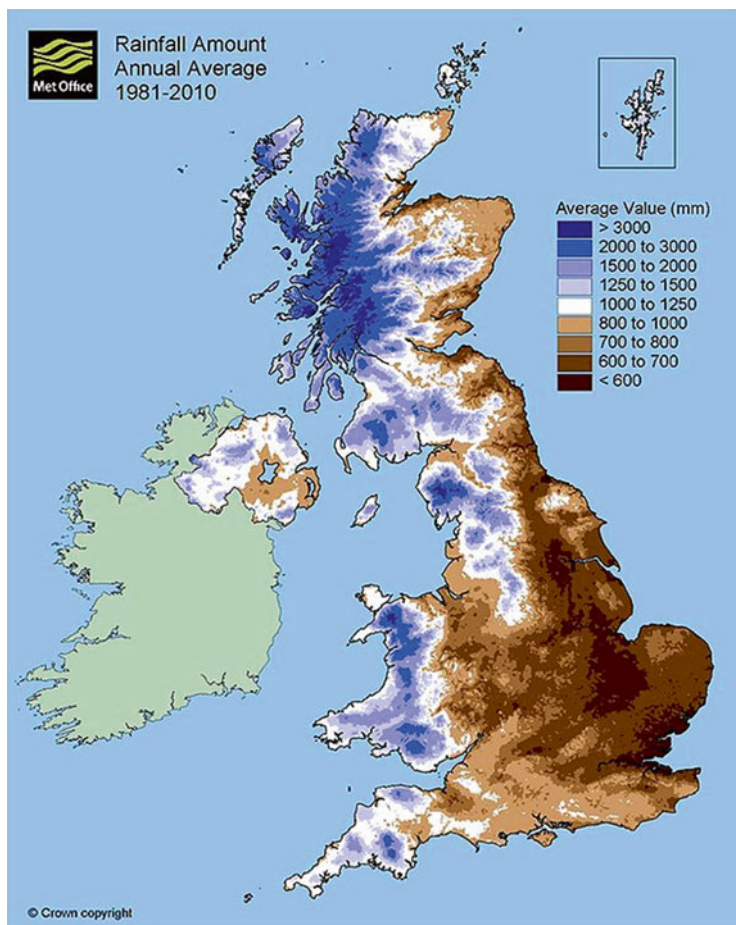 Met Office
Rainfall Amount
Annual Average
1981-2010
Average Value (mm)
> 3000
2000 to 3000
1500 to 2000
1250 to 1500
1000 to 1250
800 to 1000
700 to 800
600 to 700
< 600
© Crown copyright